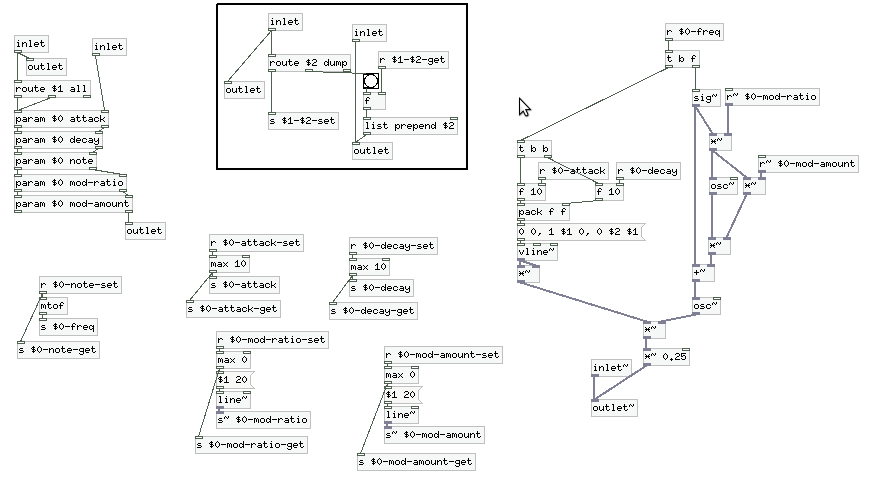 inlet
inlet
outlet
route $1 all
param $0 attack
param $0 decay
param $0 note
param $0 mod-ratio
param $0 mod-amount
outlet
inlet
inlet
route $2 dump
r $1-$2-get
outlet
f
s $1-$2-set
list prepend $2
outlet
r $0-freq
t b f
sig~
r~ $0-mod-ratio
*~
t b b
r~ $0-mod-amount
r $0-attack
r $0-decay
osc~
*~
f 10
f 10
pack f f
0 0, 1 $1 0, 0 $2 $1
vline~
*~
*~
+~
osc~
*~
*~ 0.25
inlet~
outlet~
r $0-attack-set
max 10
s $0-attack
s $0-attack-get
r $0-decay-set
max 10
s $0-decay
s $0-decay-get
r $0-note-set
mtof
s $0-freq
s $0-note-get
r $0-mod-ratio-set
max 0
$1 20
line~
s~ $0-mod-ratio
s $0-mod-ratio-get
r $0-mod-amount-set
max 0
$1 20
line~
s~ $0-mod-amount
s $0-mod-amount-get